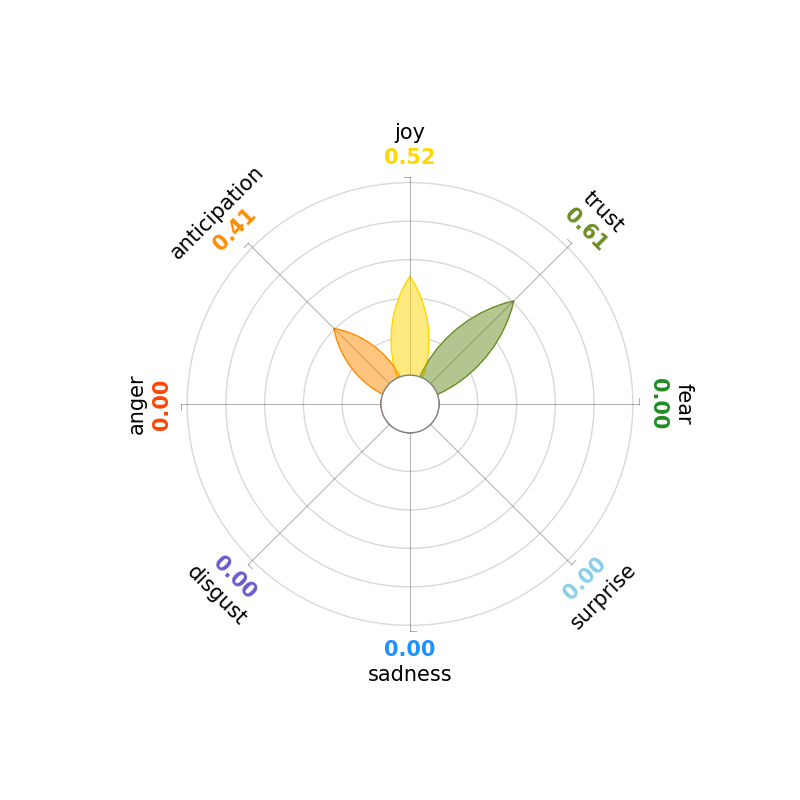 joy
0.52
trust
0.61
fear
0.00
surprise
0.00
0.00
sadness
0.00
disgust
anger
0.00
anticipation
0.41